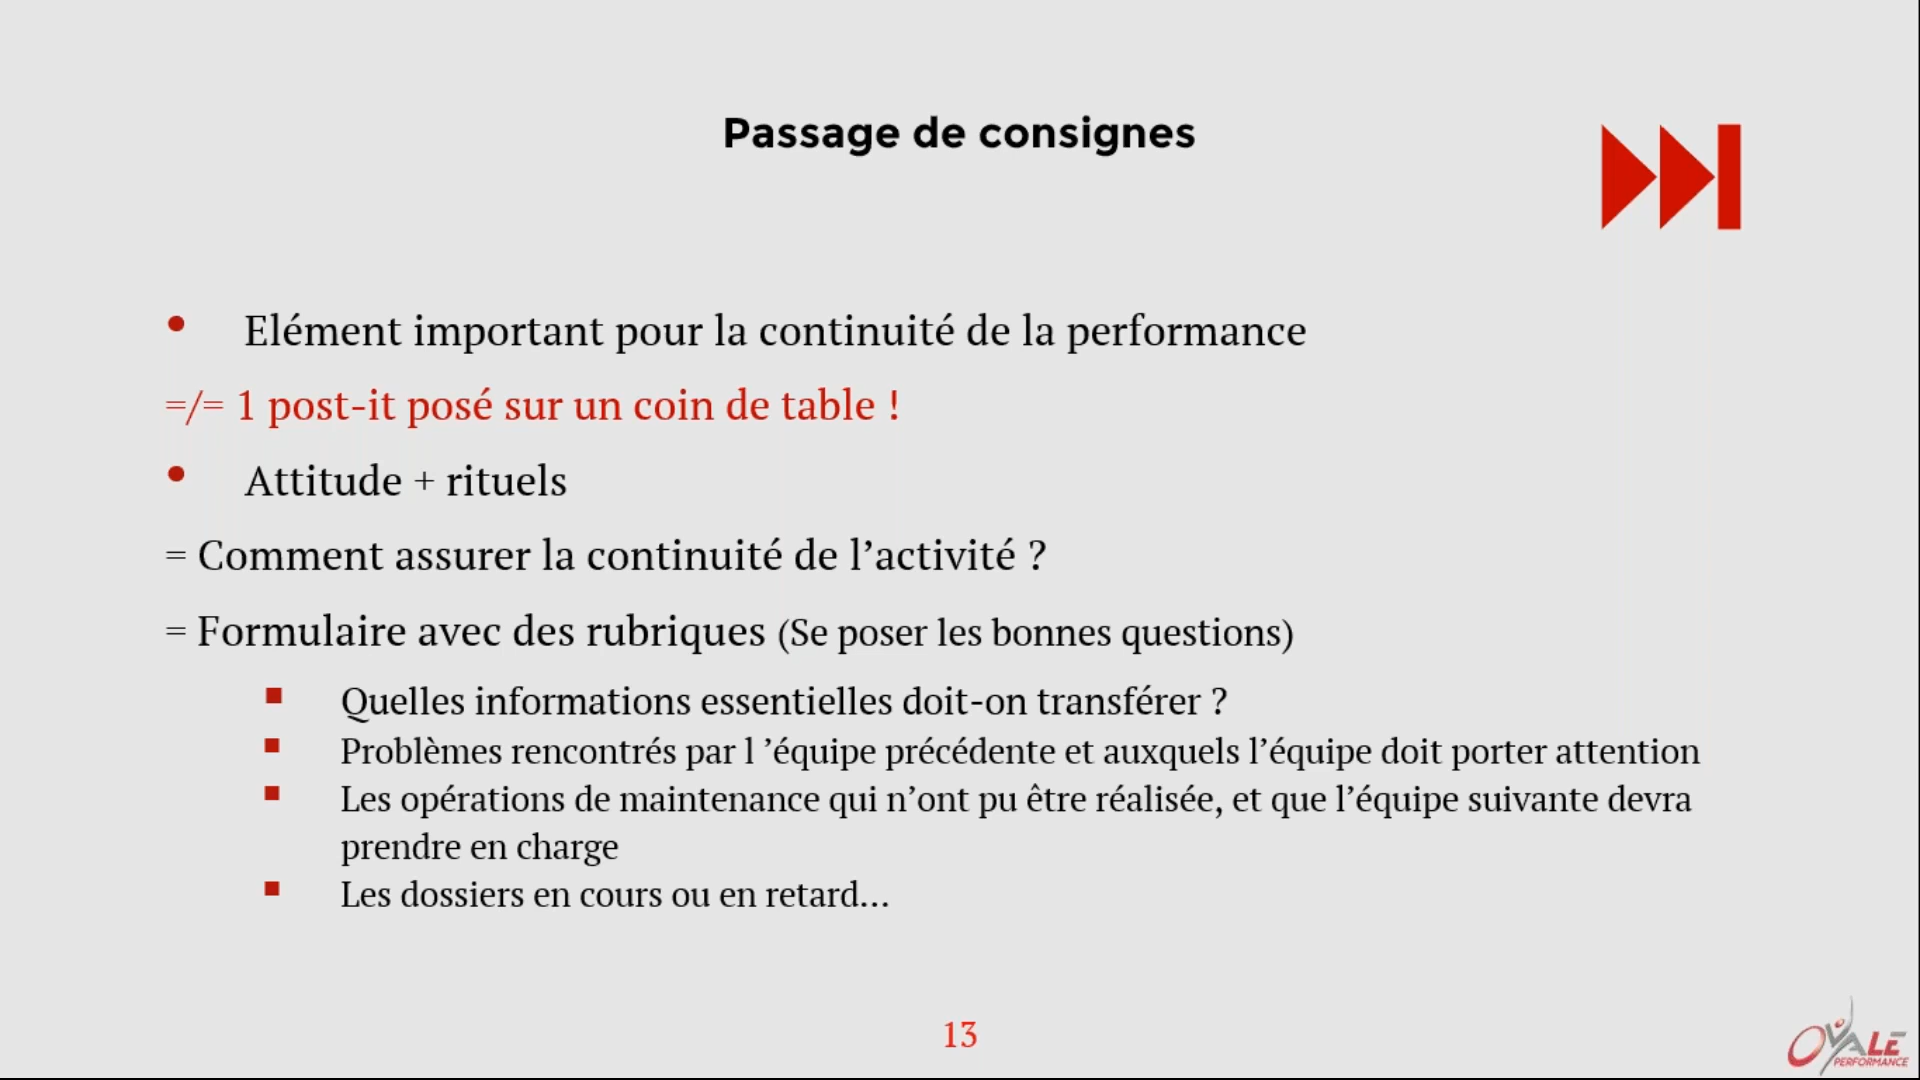 Passage de consignes
• Elément important pour la continuité de la performance
=/= 1 post-it posé sur un coin de table !
• Attitude + rituels
= Comment assurer la continuité de l’activité ?
= Formulaire avec des rubriques (Se poser les bonnes questions)
▪ Quelles informations essentielles doit-on transférer ?
▪ Problèmes rencontrés par l ’équipe précédente et auxquels l’équipe doit porter attention
▪ Les opérations de maintenance qui n’ont pu être réalisée, et que l’équipe suivante devra
prendre en charge
▪ Les dossiers en cours ou en retard…
13
OVALE
PERFORMANCE